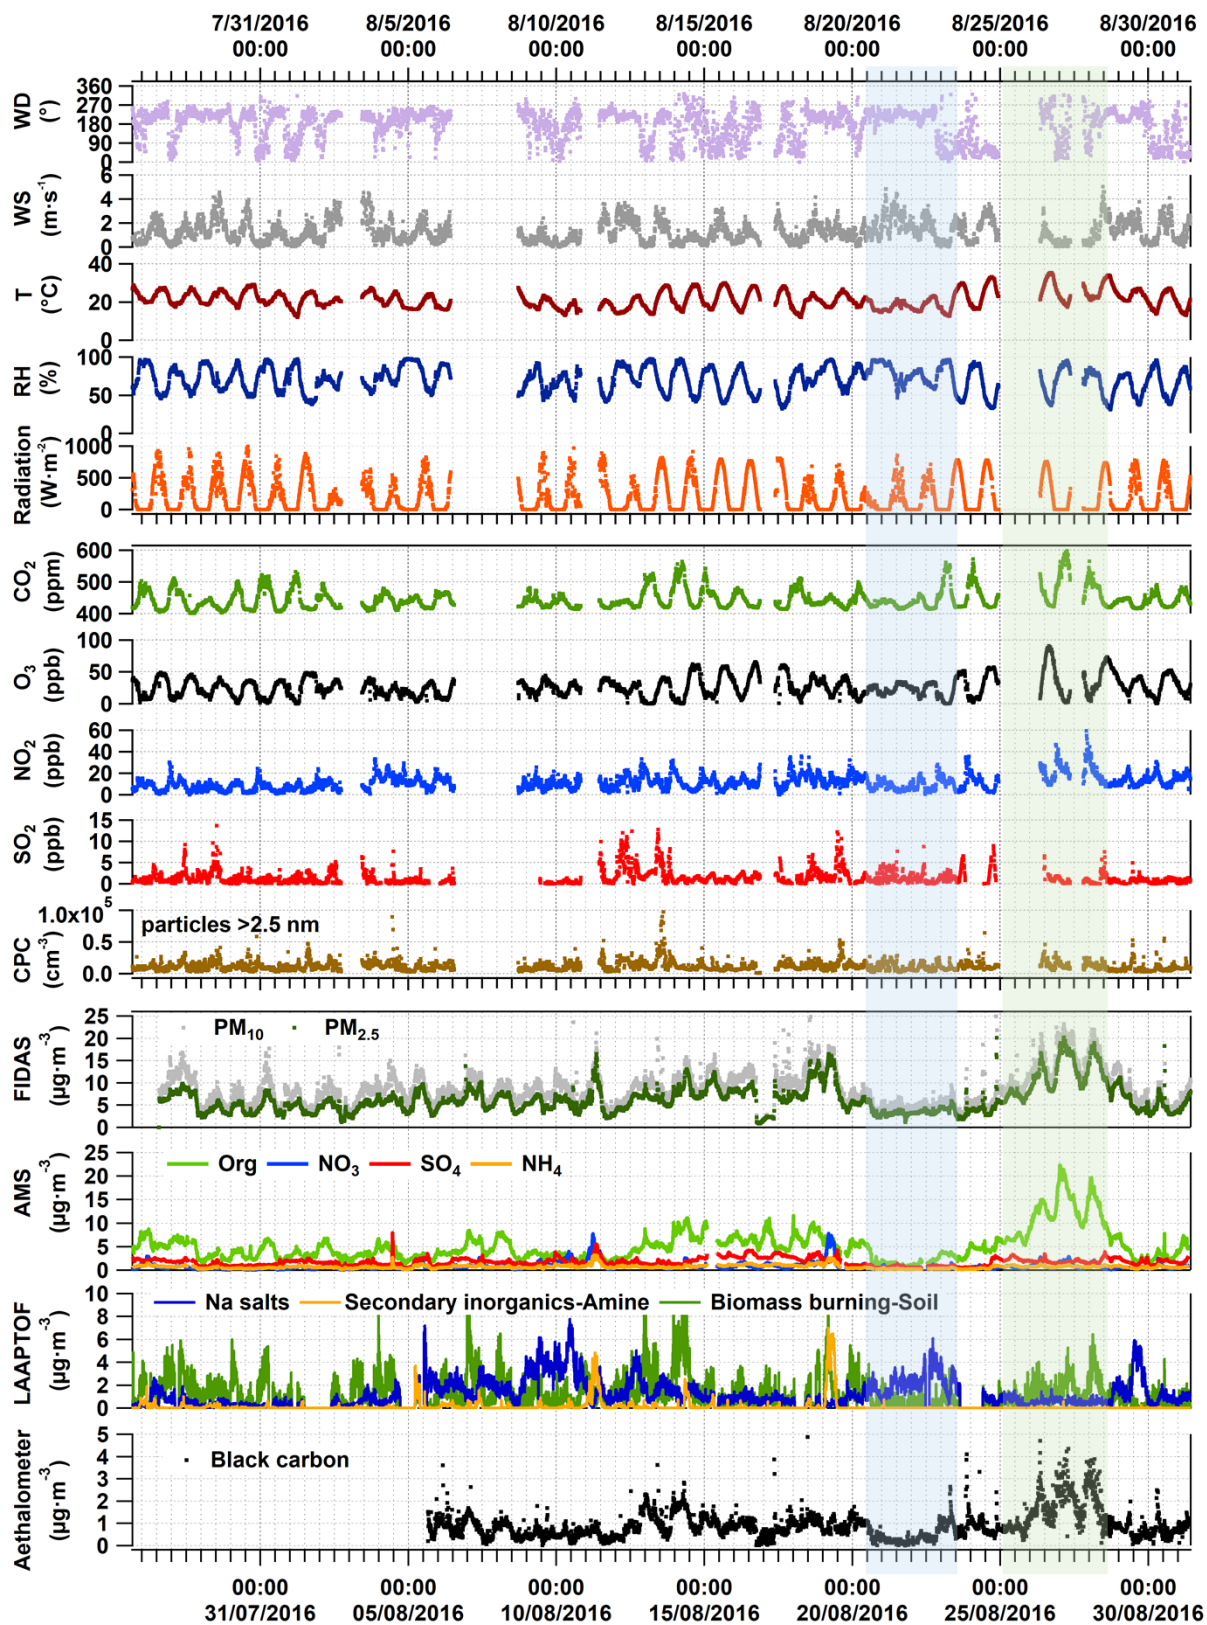 7/31/2016 8/5/2016 8/10/2016 8/15/2016 8/20/2016 8/25/2016 8/30/2016
00:00 00:00 00:00 00:00 00:00 00:00 00:00
WD
(°)
360
270
180
90
0
WS
(m·s⁻¹)
6
4
2
0
T
(°C)
40
20
0
RH
(%)
100
50
0
Radiation
(W·m⁻²)
1000
500
0
CO₂
(ppm)
600
500
400
O₃
(ppb)
100
50
0
NO₂
(ppb)
60
40
20
0
SO₂
(ppb)
15
10
5
0
CPC
(cm⁻³)
1.0x10⁵
0.5
0.0
particles >2.5 nm
FIDAS
(µg·m⁻³)
25
20
15
10
5
0
PM₁₀ PM₂.₅
AMS
(µg·m⁻³)
25
20
15
10
5
0
Org NO₃ SO₄ NH₄
LAAPTOF
(µg·m⁻³)
10
8
6
4
2
0
Na salts Secondary inorganics-Amine Biomass burning-Soil
Aethalometer
(µg·m⁻³)
5
4
3
2
1
0
Black carbon
00:00 00:00 00:00 00:00 00:00 00:00 00:00
31/07/2016 05/08/2016 10/08/2016 15/08/2016 20/08/2016 25/08/2016 30/08/2016